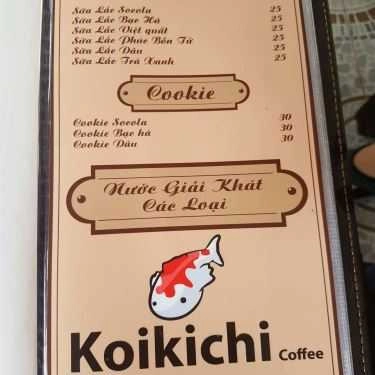 Sữa Lắc Socola 25
Sữa Lắc Bạc Hà 25
Sữa Lắc Việt quất 25
Sữa Lắc Phúc Bồn Tử 25
Sữa Lắc Dâu 25
Sữa Lắc Trà Xanh 25
Cookie
Cookie Socola 30
Cookie Bạc hà 30
Cookie Dâu 30
Nước Giải Khát
Các Loại
Koikichi Coffee